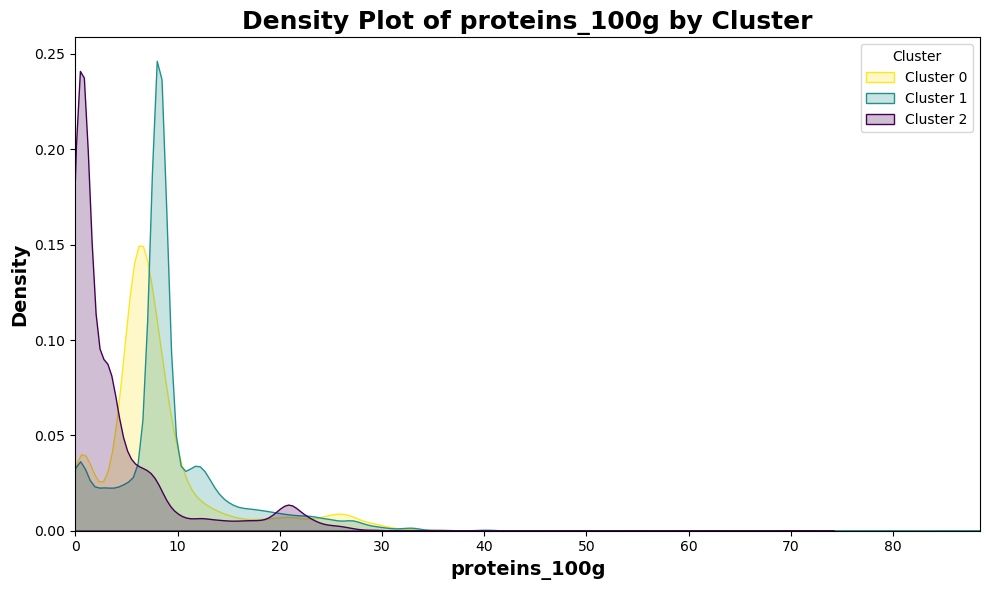 Density Plot of proteins_100g by Cluster
Cluster
Cluster 0
Cluster 1
Cluster 2
Density
0.25
0.20
0.15
0.10
0.05
0.00
0 10 20 30 40 50 60 70 80
proteins_100g